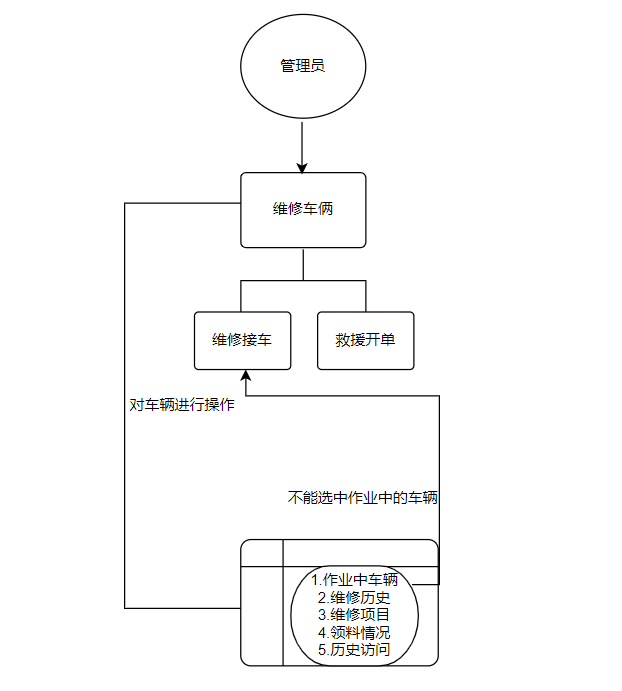 管理员
维修车俩
维修接车
救援开单
对车辆进行操作
不能选中作业中的车辆
1.作业中车辆
2.维修历史
3.维修项目
4.领料情况
5.历史访问